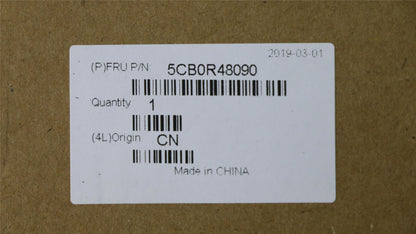 2019-03-01
(P)FRU P/N: 5CB0R48090
Quantity 1
(4L)Origin: CN
Made in CHINA